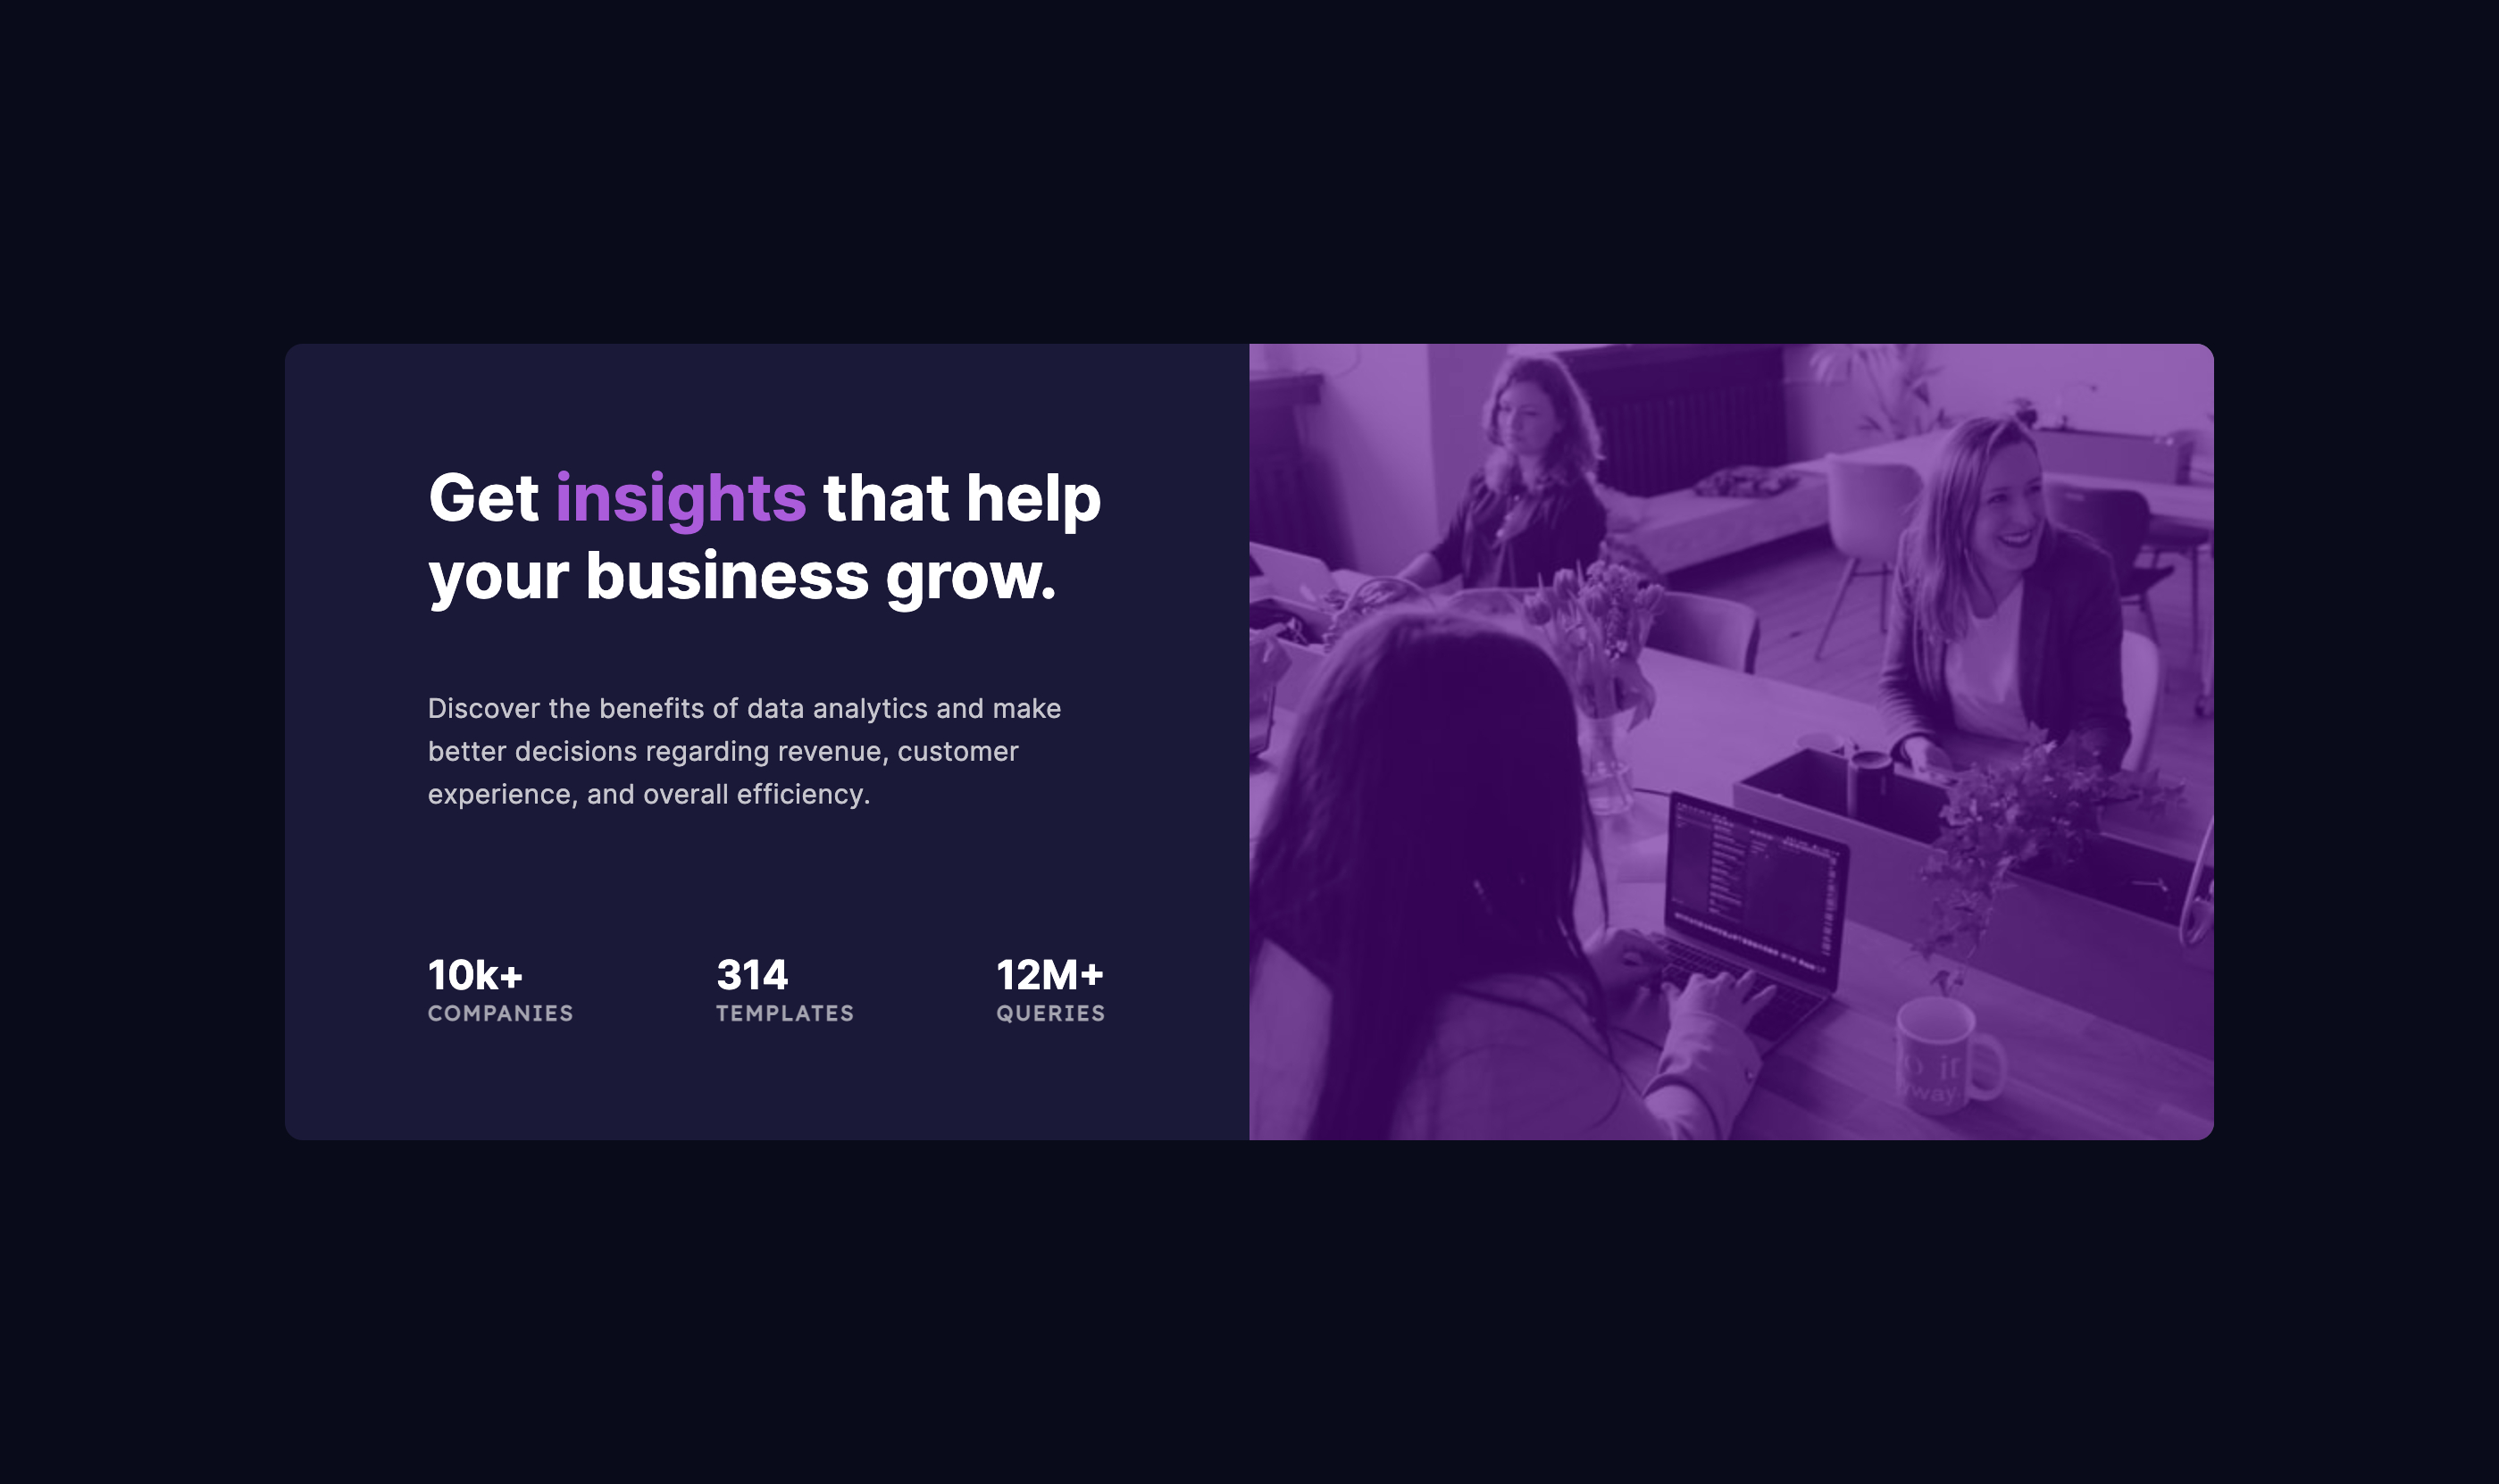 Get insights that help
your business grow.
Discover the benefits of data analytics and make
better decisions regarding revenue, customer
experience, and overall efficiency.
10k+ 314 12M+
COMPANIES TEMPLATES QUERIES